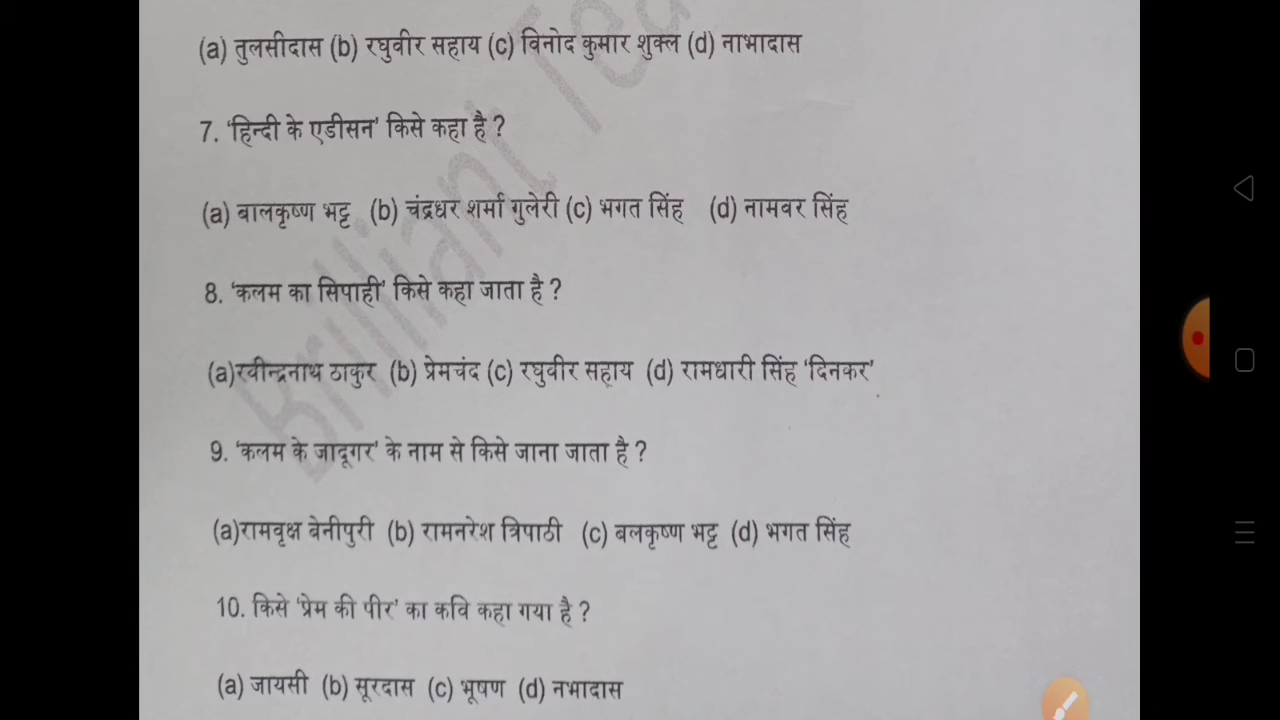 (a) तुलसीदास (b) रघुवीर सहाय (c) विनोद कुमार शुक्ल (d) नाभादास
7. 'हिन्दी के एडीसन' किसे कहा है ?
(a) बालकृष्ण भट्ट (b) चंद्रधर शर्मा गुलेरी (c) भगत सिंह (d) नामवर सिंह
8. 'कलम का सिपाही' किसे कहा जाता है ?
(a)रवीन्द्रनाथ ठाकुर (b) प्रेमचंद (c) रघुवीर सहाय (d) रामधारी सिंह 'दिनकर'
9. 'कलम के जादूगर' के नाम से किसे जाना जाता है ?
(a)रामवृक्ष बेनीपुरी (b) रामनरेश त्रिपाठी (c) बलकृष्ण भट्ट (d) भगत सिंह
10. किसे 'प्रेम की पीर' का कवि कहा गया है ?
(a) जायसी (b) सूरदास (c) भूषण (d) नभादास
Brilliant